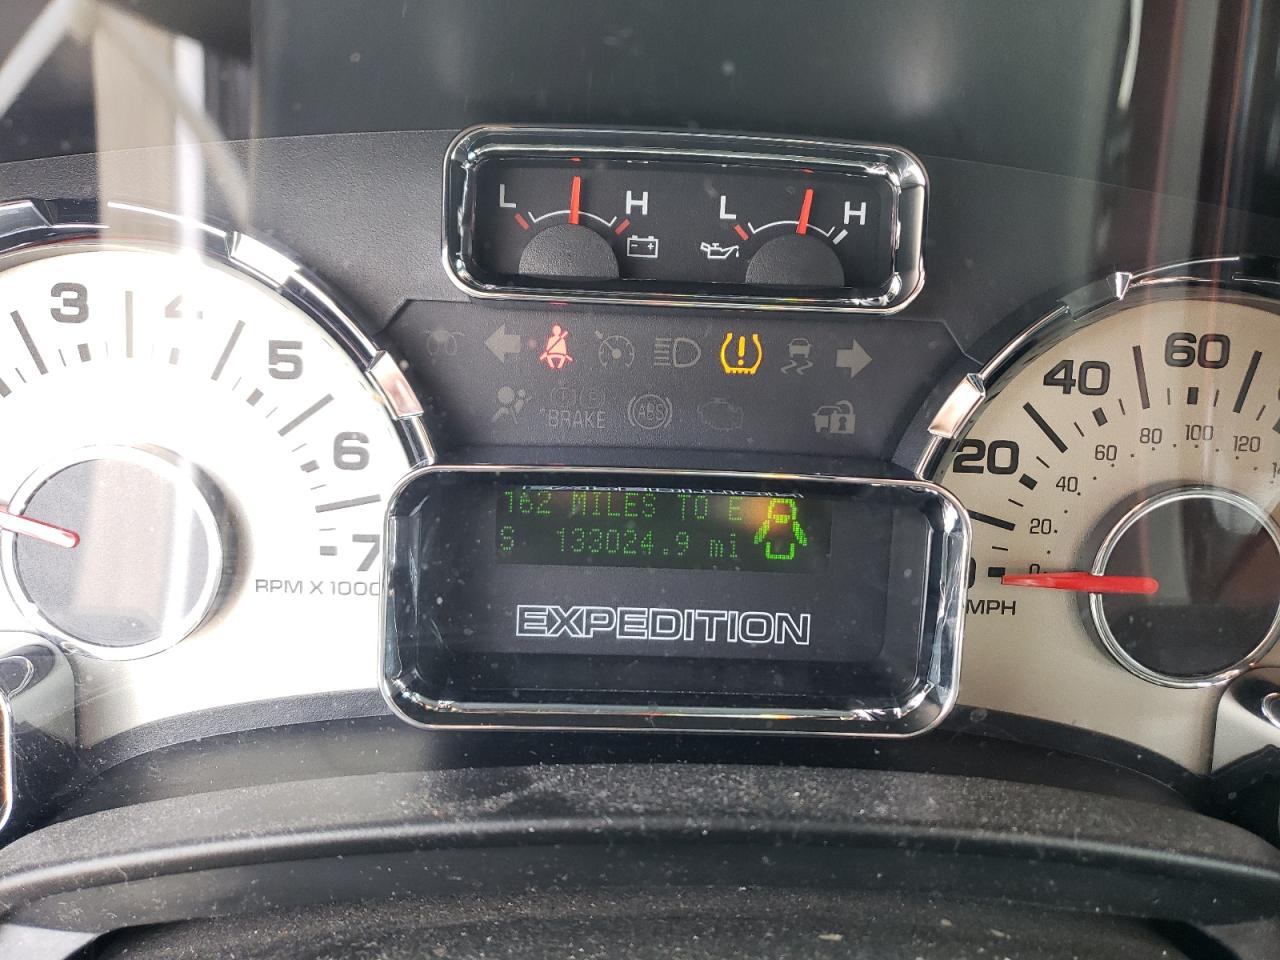 L H
L H
3 4 5 6 7
RPM X 1000
BRAKE
ABS
162 MILES TO E
S 133024.9 mi
EXPEDITION
20 40 60
0 20 40 60 80 100 120
MPH